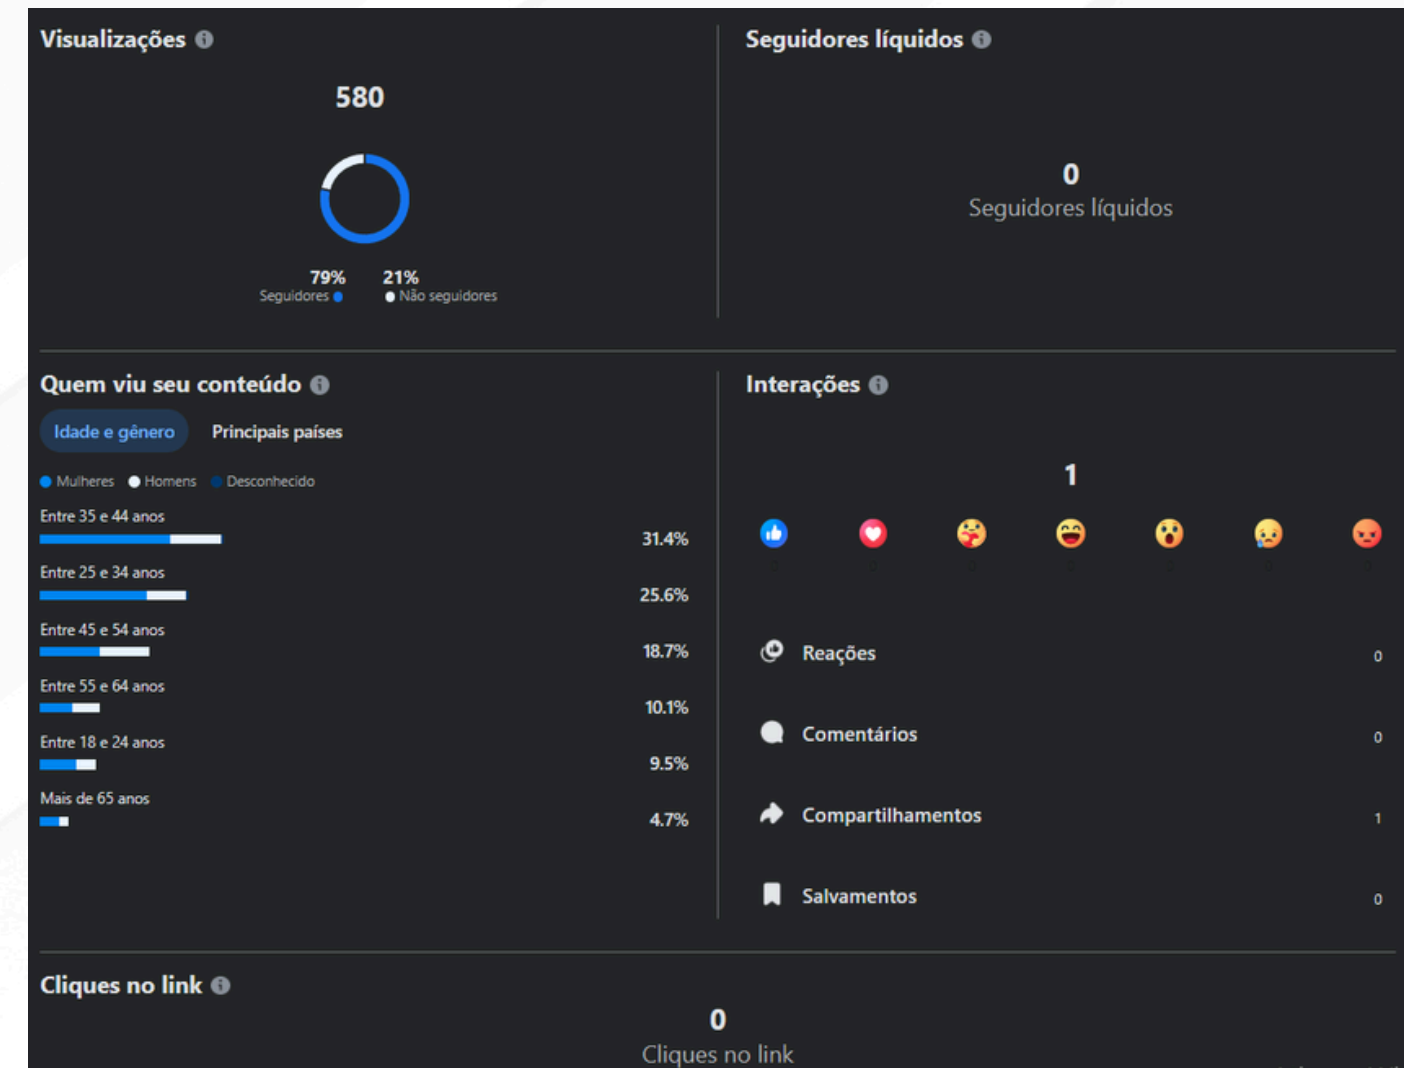 Visualizações
580
79% 21%
Seguidores Não seguidores
Seguidores líquidos
0
Seguidores líquidos
Quem viu seu conteúdo
Idade e gênero Principais países
Mulheres Homens Desconhecido
Entre 35 e 44 anos
31.4%
Entre 25 e 34 anos
25.6%
Entre 45 e 54 anos
18.7%
Entre 55 e 64 anos
10.1%
Entre 18 e 24 anos
9.5%
Mais de 65 anos
4.7%
Interações
1
Reações 0
Comentários 0
Compartilhamentos 1
Salvamentos 0
Cliques no link
0
Cliques no link